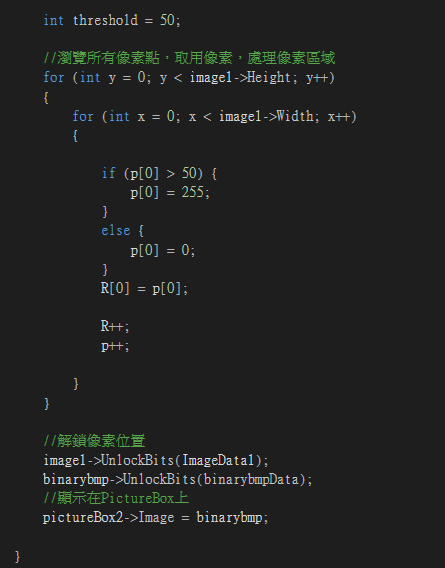 int threshold = 50;
//瀏覽所有像素點，取用像素，處理像素區域
for (int y = 0; y < image1->Height; y++)
{
for (int x = 0; x < image1->Width; x++)
{
if (p[0] > 50) {
p[0] = 255;
}
else {
p[0] = 0;
}
R[0] = p[0];
R++;
p++;
}
}
//解鎖像素位置
image1->UnlockBits(ImageData1);
binarybmp->UnlockBits(binarybmpData);
//顯示在PictureBox上
pictureBox2->Image = binarybmp;
}